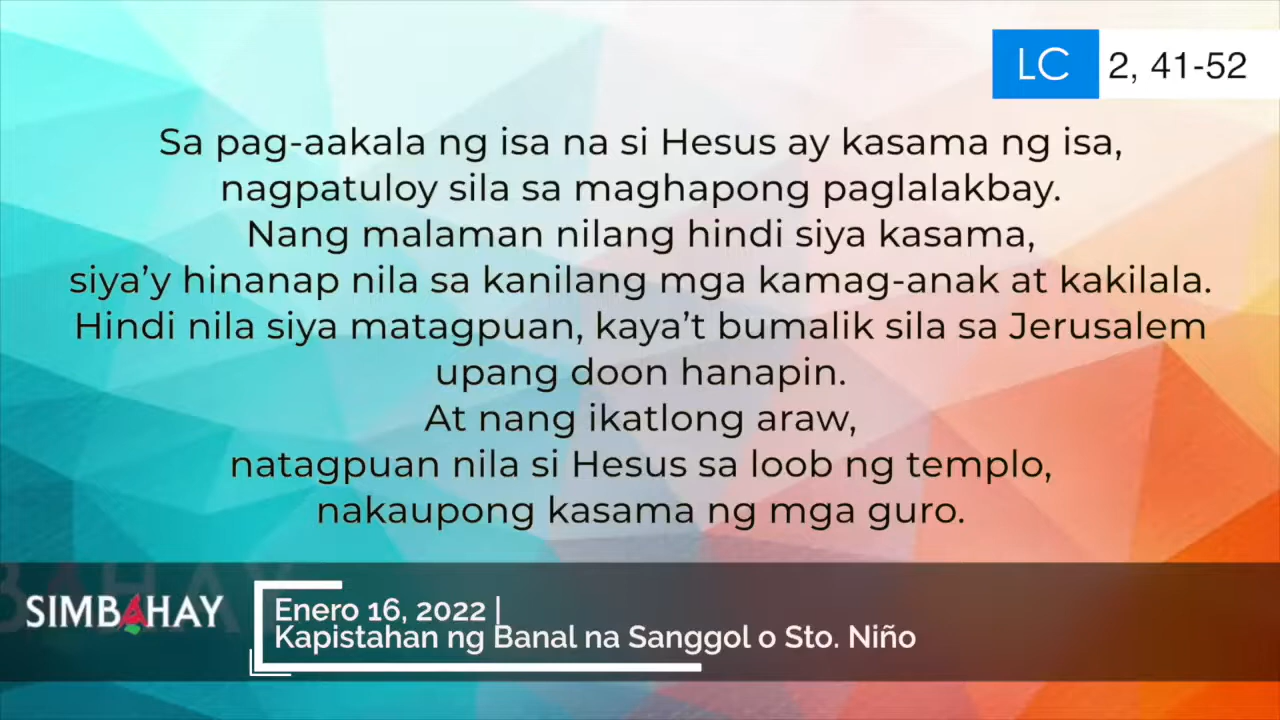 LC 2, 41-52
Sa pag-aakala ng isa na si Hesus ay kasama ng isa,
nagpatuloy sila sa maghapong paglalakbay.
Nang malaman nilang hindi siya kasama,
siya’y hinanap nila sa kanilang mga kamag-anak at kakilala.
Hindi nila siya matagpuan, kaya’t bumalik sila sa Jerusalem
upang doon hanapin.
At nang ikatlong araw,
natagpuan nila si Hesus sa loob ng templo,
nakaupong kasama ng mga guro.
SIMBAHAY
Enero 16, 2022 |
Kapistahan ng Banal na Sanggol o Sto. Niño